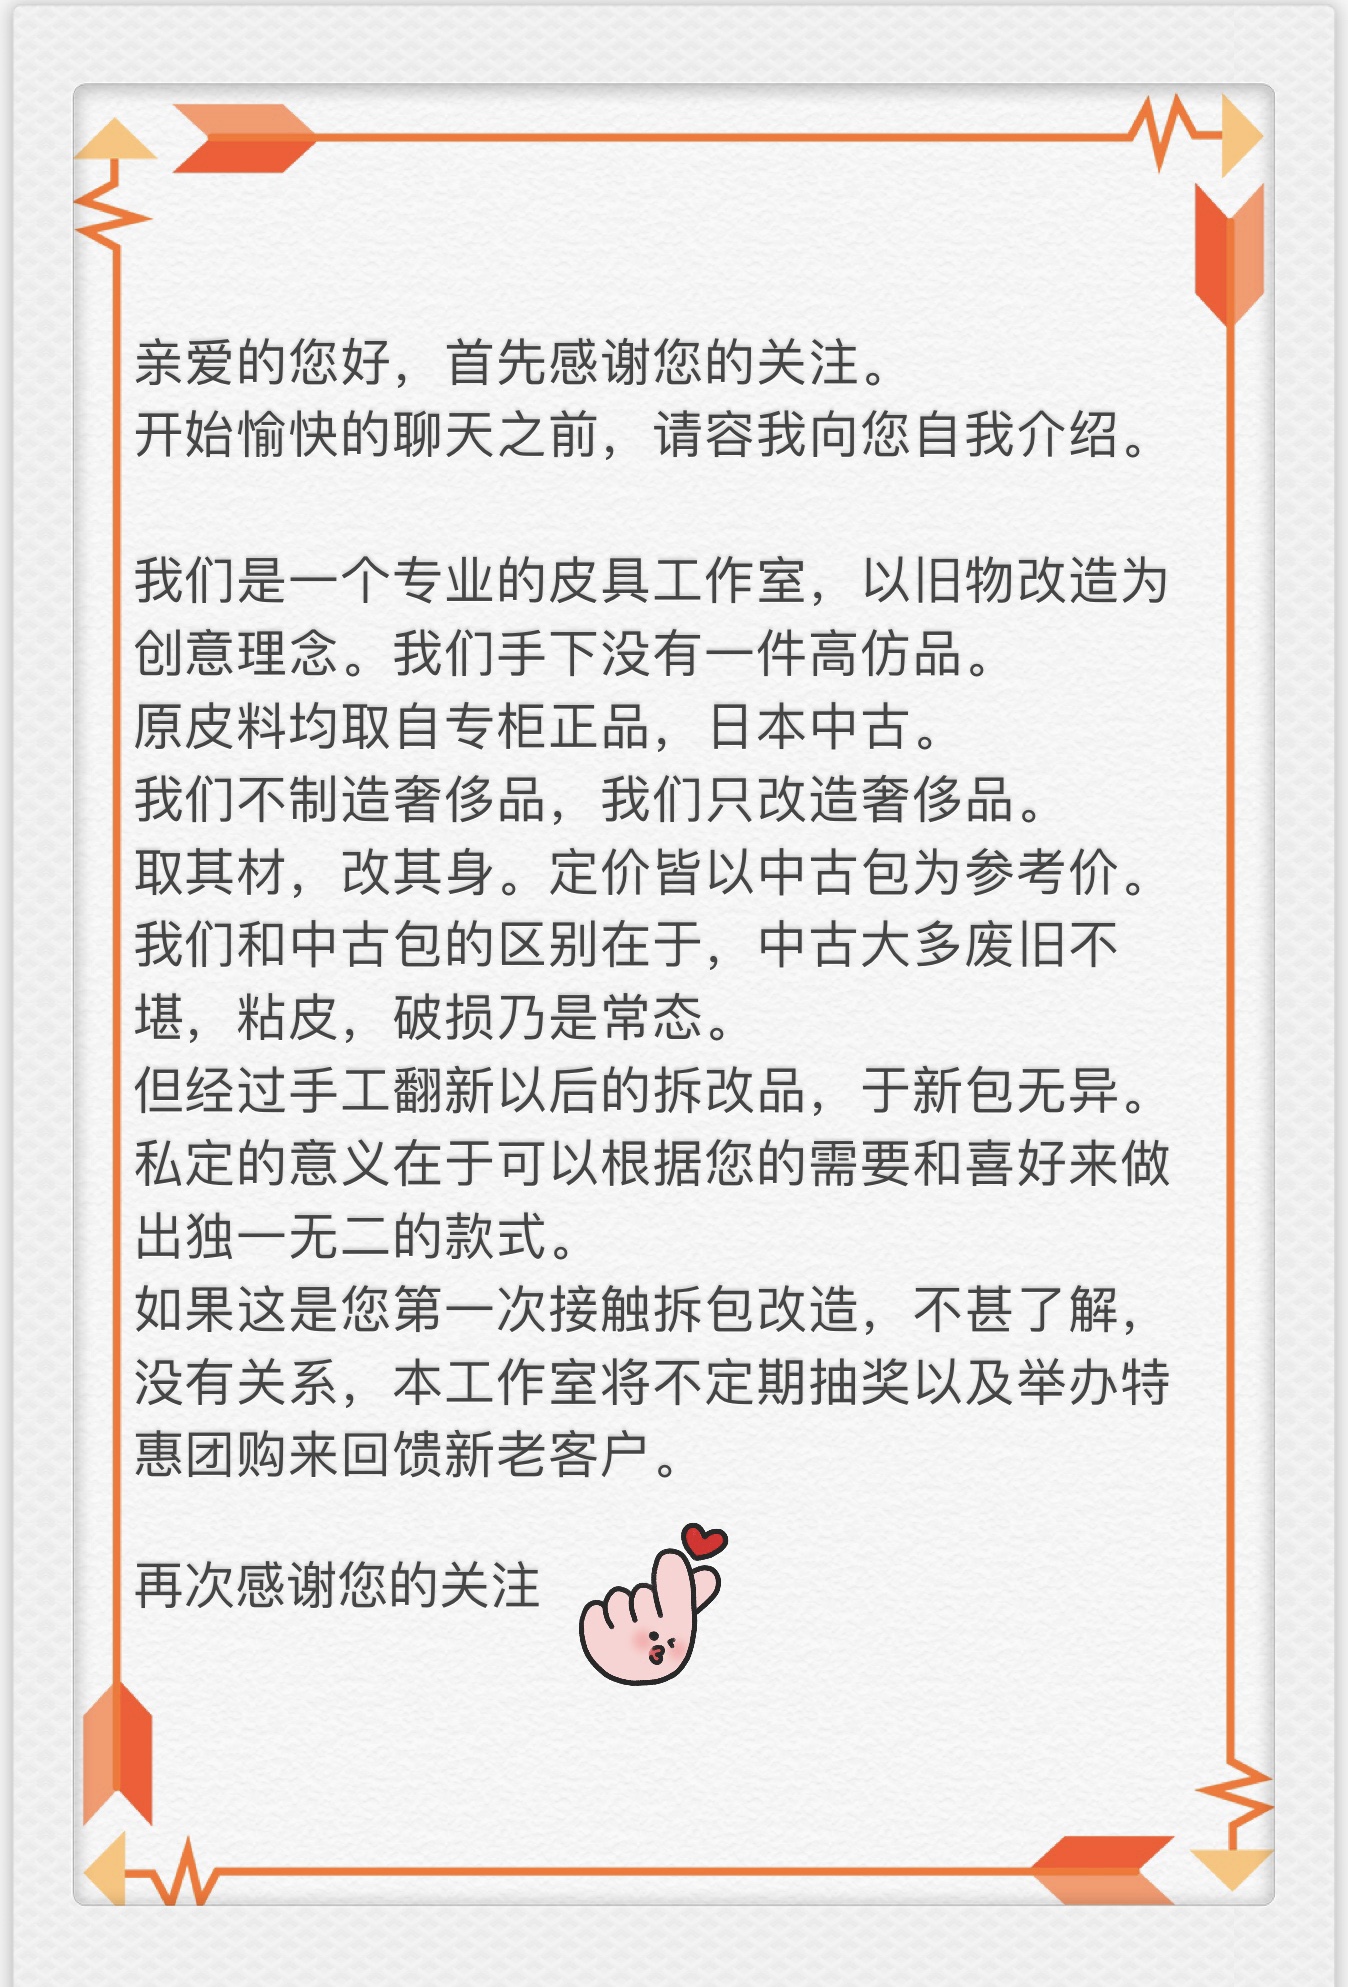 亲爱的您好，首先感谢您的关注。
开始愉快的聊天之前，请容我向您自我介绍。
我们是一个专业的皮具工作室，以旧物改造为
创意理念。我们手下没有一件高仿品。
原皮料均取自专柜正品，日本中古。
我们不制造奢侈品，我们只改造奢侈品。
取其材，改其身。定价皆以中古包为参考价。
我们和中古包的区别在于，中古大多废旧不
堪，粘皮，破损乃是常态。
但经过手工翻新以后的拆改品，于新包无异。
私定的意义在于可以根据您的需要和喜好来做
出独一无二的款式。
如果这是您第一次接触拆包改造，不甚了解，
没有关系，本工作室将不定期抽奖以及举办特
惠团购来回馈新老客户。
再次感谢您的关注